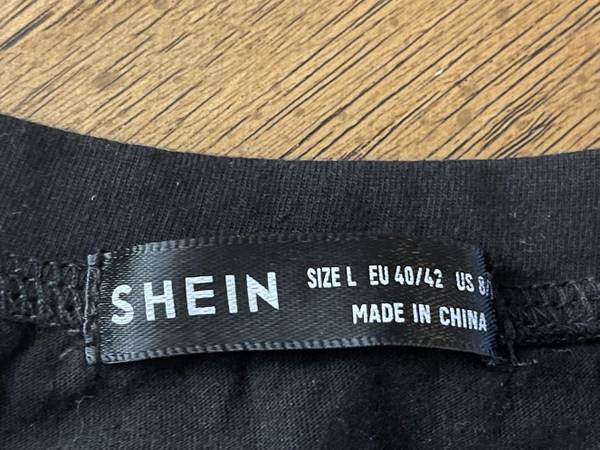 SHEIN
SIZE L EU 40/42 US 8/
MADE IN CHINA